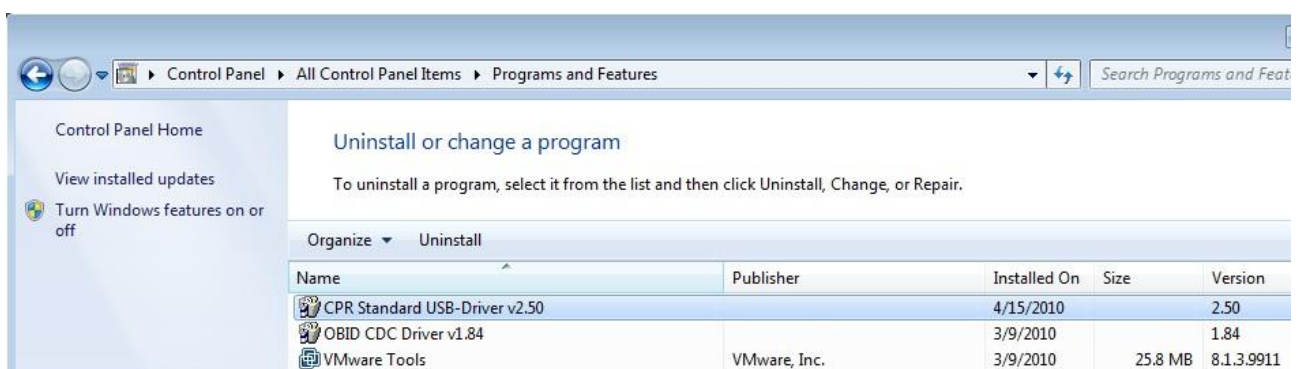 Control Panel ▸ All Control Panel Items ▸ Programs and Features
Search Programs and Feat
Control Panel Home
View installed updates
Turn Windows features on or
off
Uninstall or change a program
To uninstall a program, select it from the list and then click Uninstall, Change, or Repair.
Organize Uninstall
Name Publisher Installed On Size Version
CPR Standard USB-Driver v2.50 4/15/2010 2.50
OBID CDC Driver v1.84 3/9/2010 1.84
VMware Tools VMware, Inc. 3/9/2010 25.8 MB 8.1.3.9911